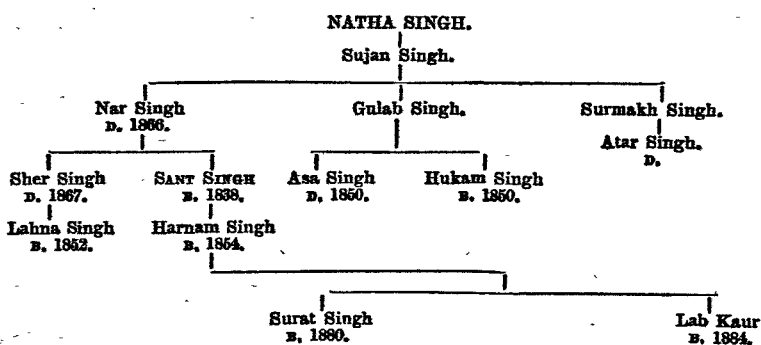 NATHA SINGH.
Sujan Singh.
Nar Singh Gulab Singh. Surmakh Singh.
D. 1866.
Atar Singh.
D.
Sher Singh SANT SINGH Asa Singh Hukam Singh
D. 1867. B. 1838. D. 1850. B. 1850.
Lahna Singh Harnam Singh
B. 1852. B. 1854.
Surat Singh Lab Kaur
B. 1880. B. 1884.